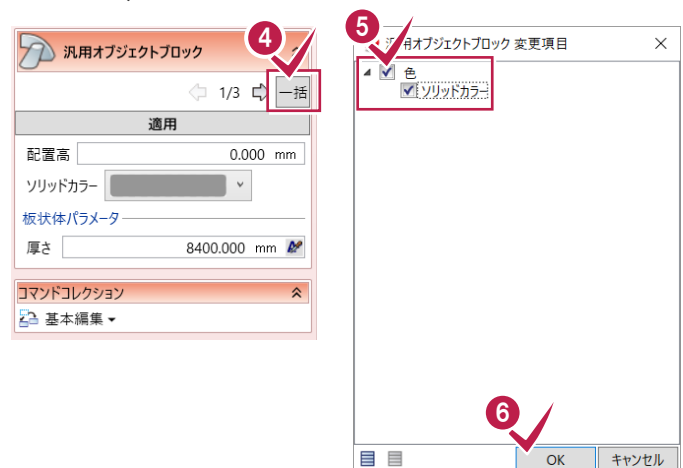 4
汎用オブジェクトブロック
1/3
一括
適用
配置高 0.000 mm
ソリッドカラー
板状体パラメータ
厚さ 8400.000 mm
コマンドコレクション
基本編集
5
用オブジェクトブロック 変更項目
色
ソリッドカラー
6
OK
キャンセル